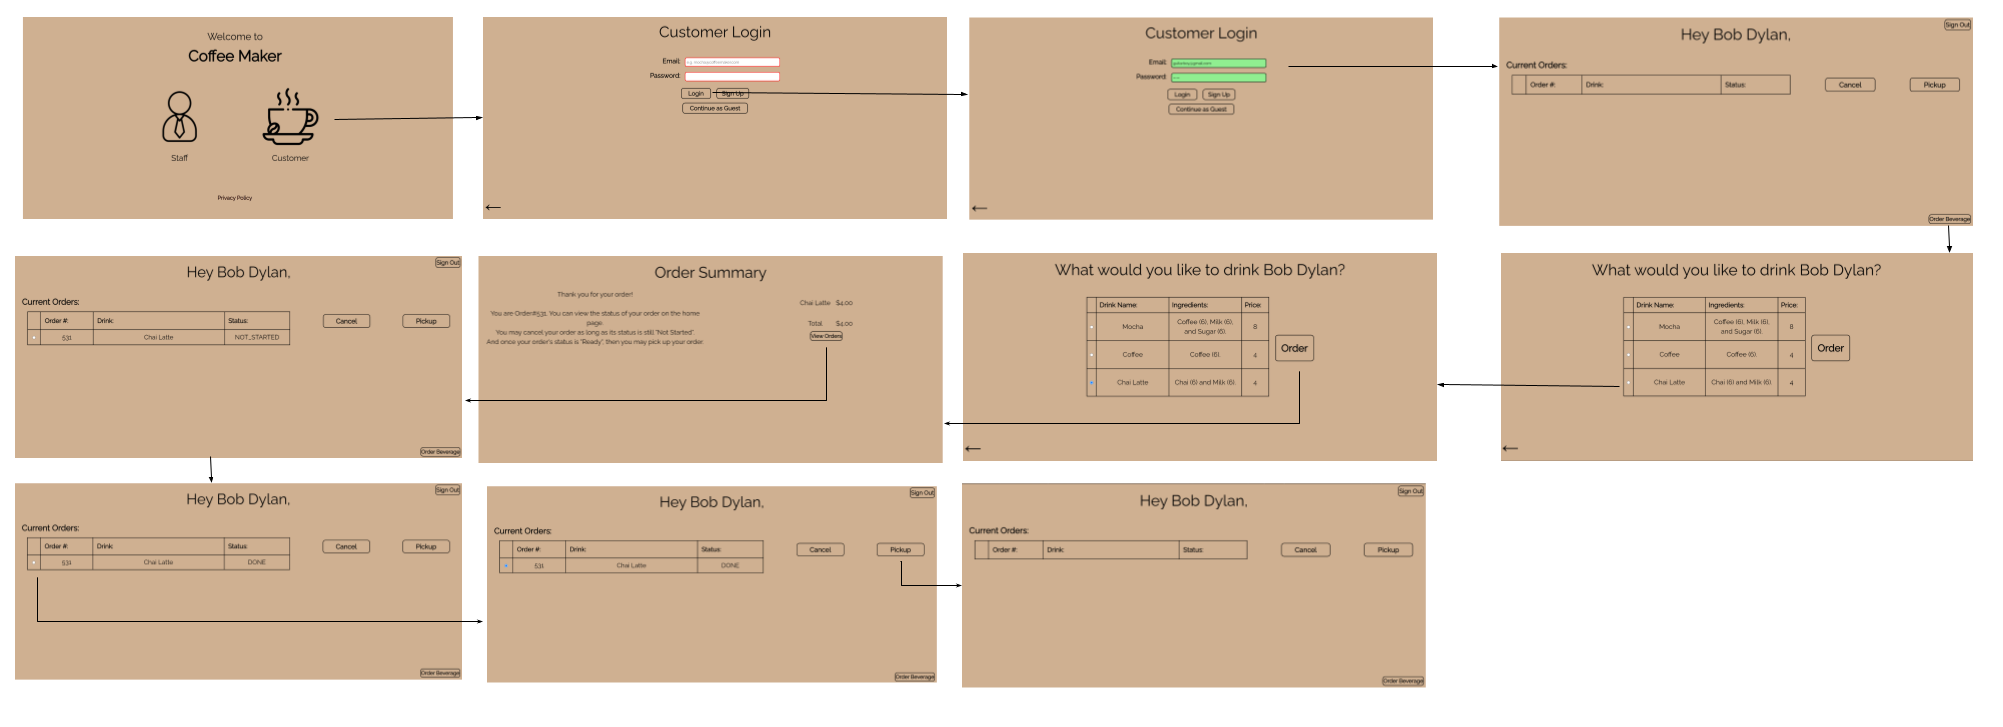 Welcome to
Coffee Maker
Staff
Customer
Privacy Policy
Customer Login
Email:
Password:
Login
Sign Up
Continue as Guest
Customer Login
Email:
Password:
Login
Sign Up
Continue as Guest
Sign Out
Hey Bob Dylan,
Current Orders:
Order #: Drink: Status:
Cancel
Pickup
Order Beverage
Sign Out
Hey Bob Dylan,
Current Orders:
Order #: Drink: Status:
531 Chai Latte NOT_STARTED
Cancel
Pickup
Order Beverage
Order Summary
Thank you for your order!
You are Order#531. You can view the status of your order on the home
page.
You may cancel your order as long as its status is still "Not Started".
And once your order's status is "Ready", then you may pick up your order.
Chai Latte $4.00
Total $4.00
View Orders
What would you like to drink Bob Dylan?
Drink Name: Ingredients: Price:
Mocha Coffee (6), Milk (6), and Sugar (6). 8
Coffee Coffee (6). 4
Chai Latte Chai (6) and Milk (6). 4
Order
What would you like to drink Bob Dylan?
Drink Name: Ingredients: Price:
Mocha Coffee (6), Milk (6), and Sugar (6). 8
Coffee Coffee (6). 4
Chai Latte Chai (6) and Milk (6). 4
Order
Sign Out
Hey Bob Dylan,
Current Orders:
Order #: Drink: Status:
531 Chai Latte DONE
Cancel
Pickup
Order Beverage
Sign Out
Hey Bob Dylan,
Current Orders:
Order #: Drink: Status:
531 Chai Latte DONE
Cancel
Pickup
Order Beverage
Sign Out
Hey Bob Dylan,
Current Orders:
Order #: Drink: Status:
Cancel
Pickup
Order Beverage